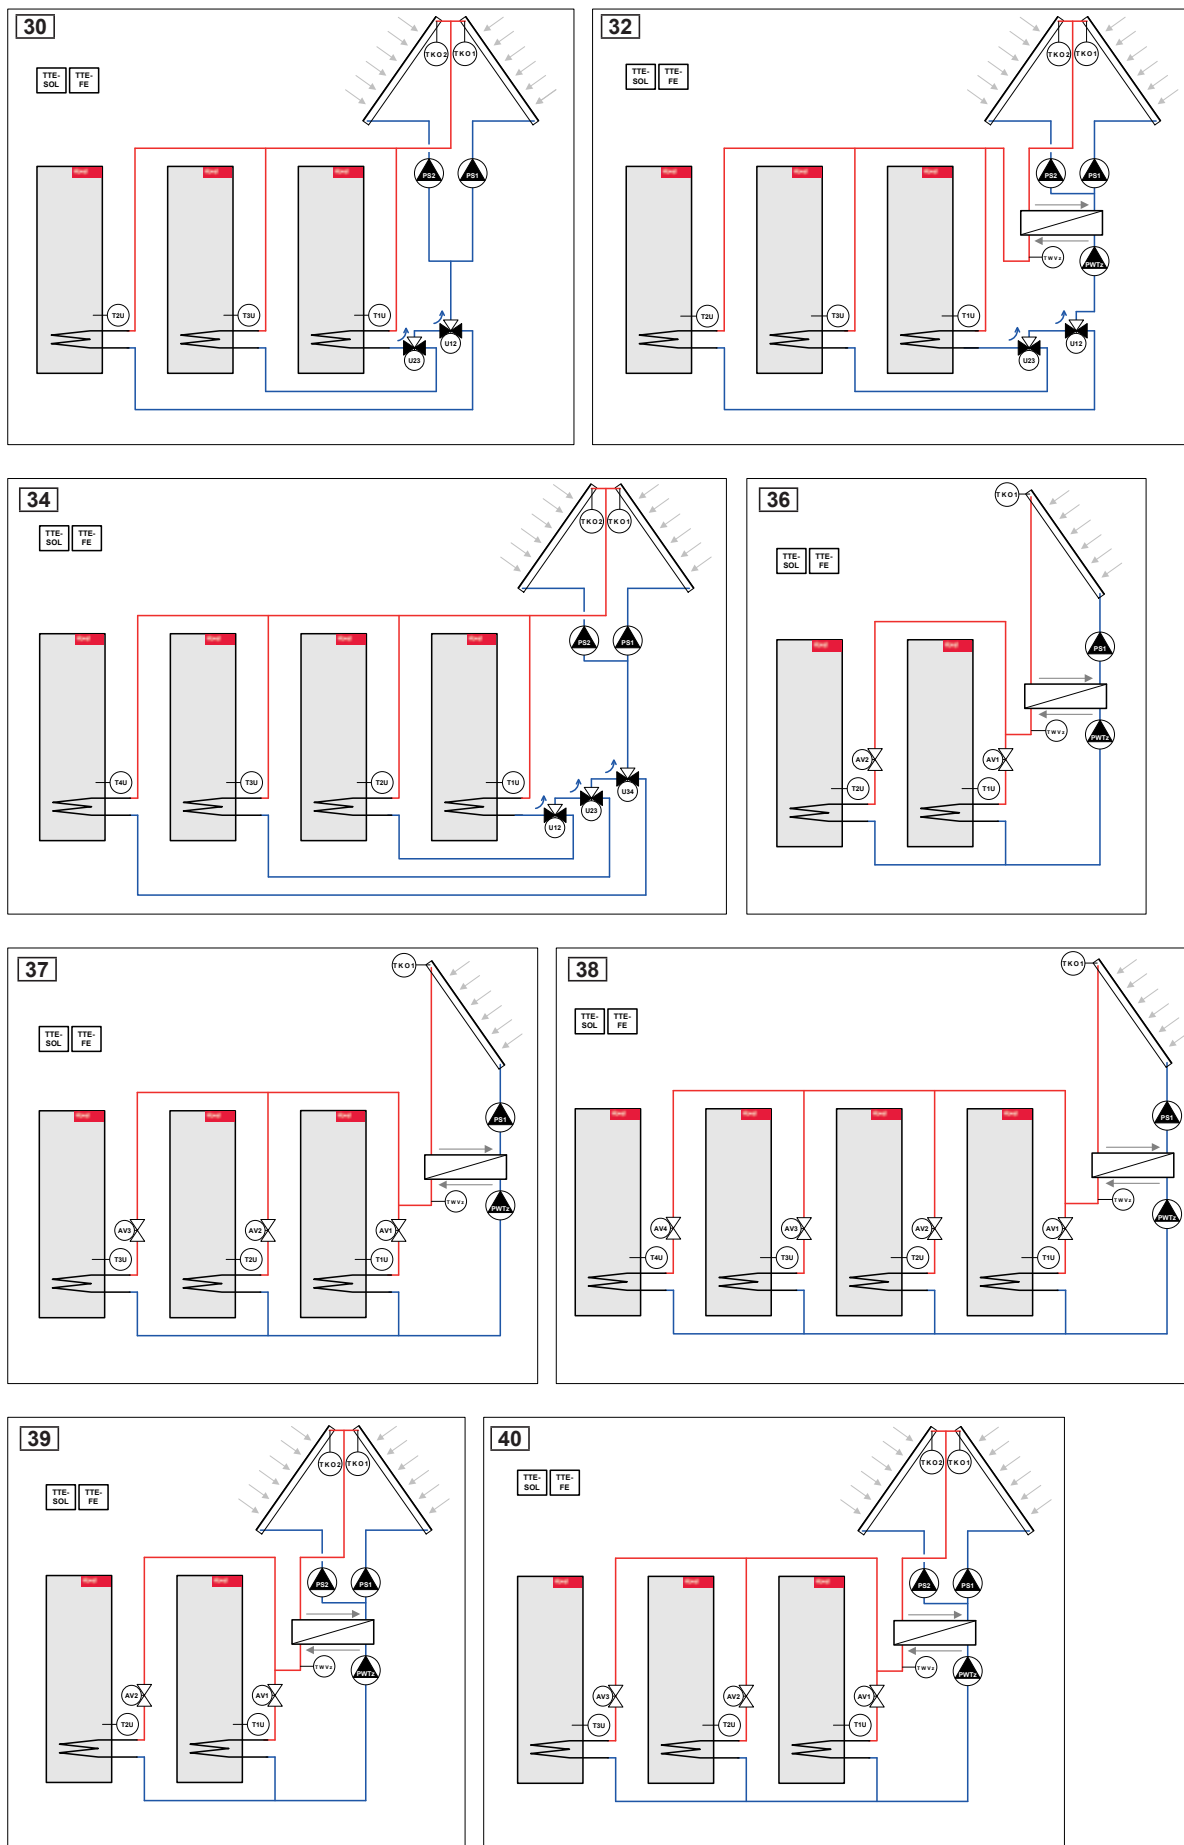 30
TTE-
SOL
TTE-
FE
TKO2
TKO1
PS2
PS1
T2U
T3U
T1U
U23
U12
32
TTE-
SOL
TTE-
FE
TKO2
TKO1
PS2
PS1
TWVz
PWTz
T2U
T3U
T1U
U23
U12
34
TTE-
SOL
TTE-
FE
TKO2
TKO1
PS2
PS1
T4U
T3U
T2U
T1U
U12
U23
U34
36
TTE-
SOL
TTE-
FE
TKO1
PS1
TWVz
PWTz
AV2
AV1
T2U
T1U
37
TTE-
SOL
TTE-
FE
TKO1
PS1
TWVz
PWTz
AV3
AV2
AV1
T3U
T2U
T1U
38
TTE-
SOL
TTE-
FE
TKO1
PS1
TWVz
PWTz
AV4
AV3
AV2
AV1
T4U
T3U
T2U
T1U
39
TTE-
SOL
TTE-
FE
TKO2
TKO1
PS2
PS1
TWVz
PWTz
AV2
AV1
T2U
T1U
40
TTE-
SOL
TTE-
FE
TKO2
TKO1
PS2
PS1
TWVz
PWTz
AV3
AV2
AV1
T3U
T2U
T1U